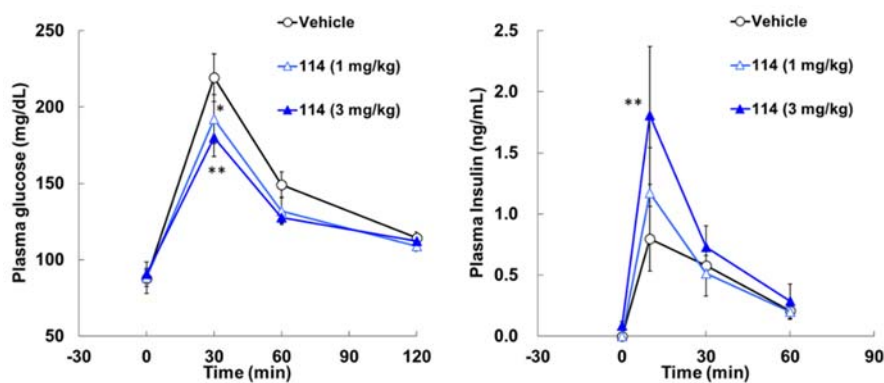 Vehicle
114 (1 mg/kg)
114 (3 mg/kg)
*
**
Plasma glucose (mg/dL)
250
200
150
100
50
-30 0 30 60 90 120
Time (min)
Vehicle
114 (1 mg/kg)
114 (3 mg/kg)
**
Plasma Insulin (ng/mL)
2.5
2.0
1.5
1.0
0.5
0.0
-30 0 30 60 90
Time (min)